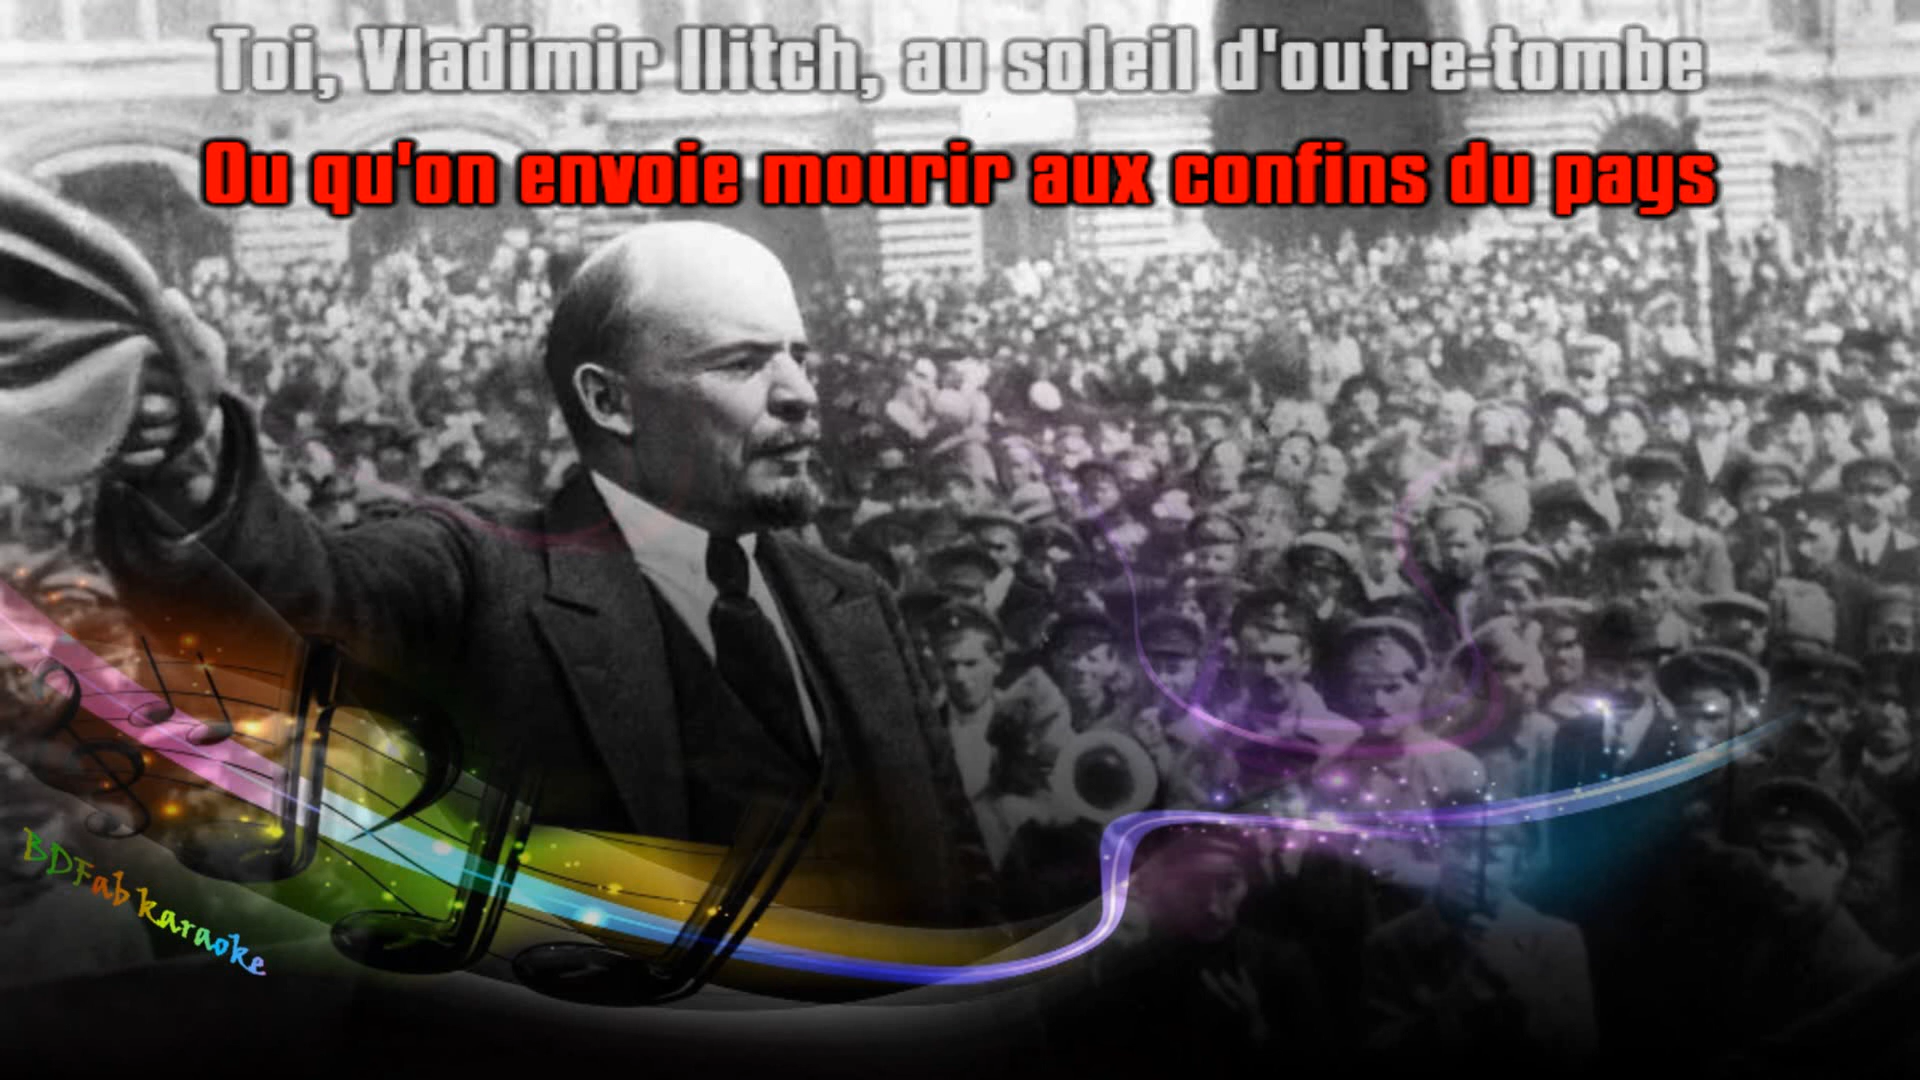 Toi, Vladimir Ilitch, au soleil d'outre-tombe
Ou qu'on envoie mourir aux confins du pays
BDFab karaoke